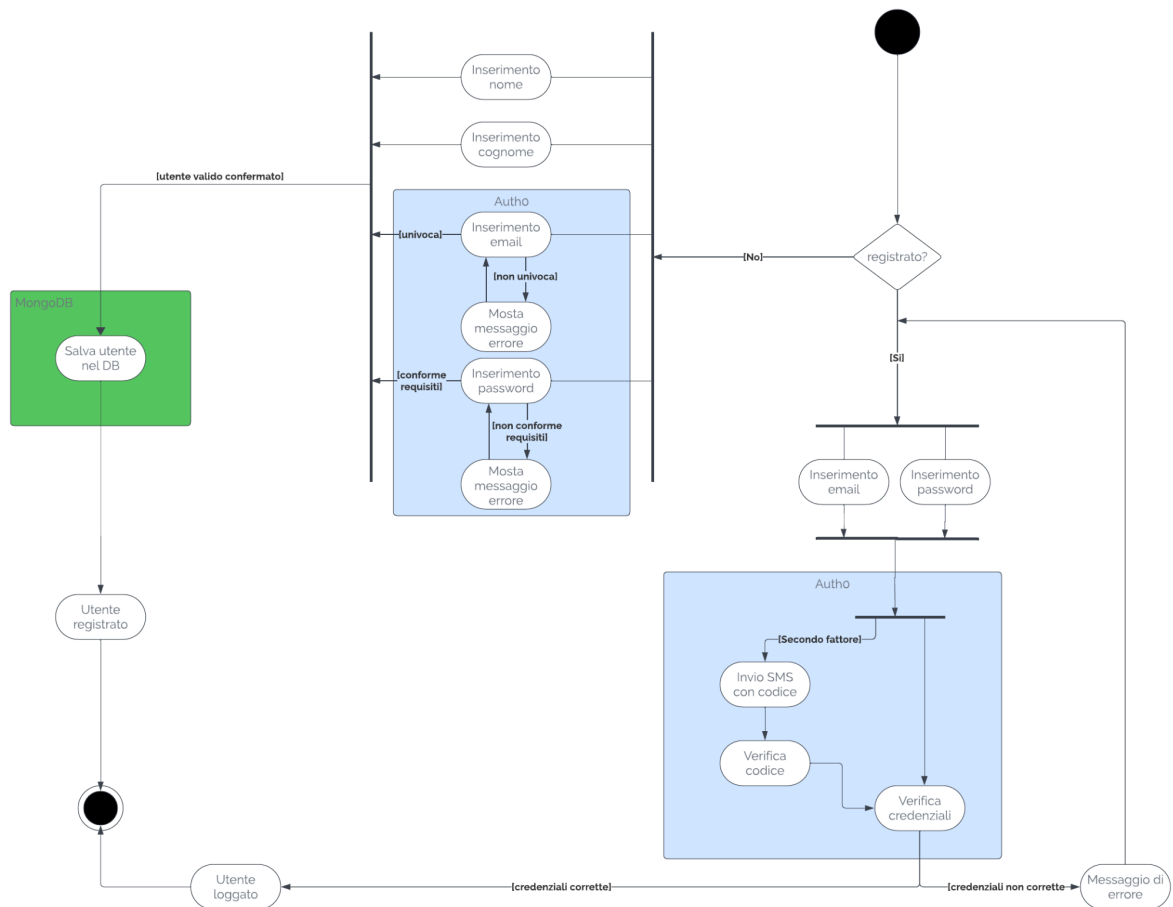 Inserimento
nome
Inserimento
cognome
[utente valido confermato]
Auth0
Inserimento
email
[univoca]
[non univoca]
Mosta
messaggio
errore
[conforme
requisiti]
Inserimento
password
[non conforme
requisiti]
Mosta
messaggio
errore
registrato?
[No]
[Si]
MongoDB
Salva utente
nel DB
Inserimento
email
Inserimento
password
Auth0
[Secondo fattore]
Invio SMS
con codice
Verifica
codice
Verifica
credenziali
Utente
registrato
Utente
loggato
[credenziali corrette]
[credenziali non corrette
Messaggio di
errore